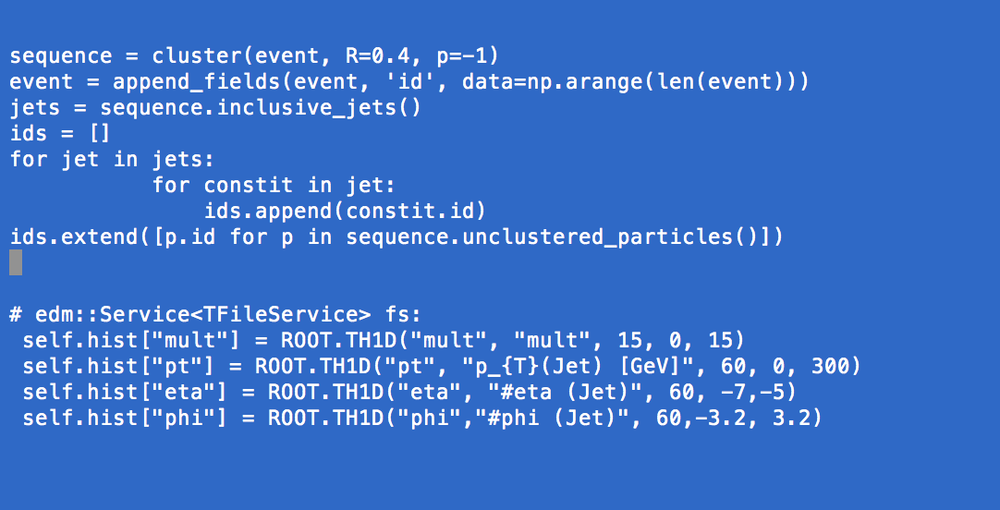 sequence = cluster(event, R=0.4, p=-1)
event = append_fields(event, 'id', data=np.arange(len(event)))
jets = sequence.inclusive_jets()
ids = []
for jet in jets:
           for constit in jet:
               ids.append(constit.id)
ids.extend([p.id for p in sequence.unclustered_particles()])
# edm::Service<TFileService> fs:
 self.hist["mult"] = ROOT.TH1D("mult", "mult", 15, 0, 15)
 self.hist["pt"] = ROOT.TH1D("pt", "p_{T}(Jet) [GeV]", 60, 0, 300)
 self.hist["eta"] = ROOT.TH1D("eta", "#eta (Jet)", 60, -7,-5)
 self.hist["phi"] = ROOT.TH1D("phi","#phi (Jet)", 60,-3.2, 3.2)